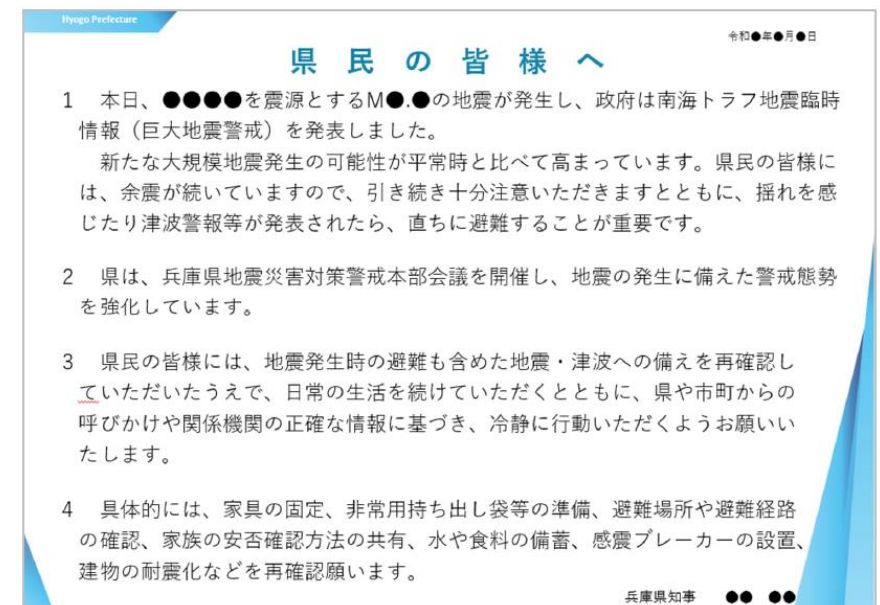 Hyogo Prefecture
令和●年●月●日
県民の皆様へ
1　本日、●●●●を震源とするM●.●の地震が発生し、政府は南海トラフ地震臨時
情報（巨大地震警戒）を発表しました。
新たな大規模地震発生の可能性が平常時と比べて高まっています。県民の皆様に
は、余震が続いていますので、引き続き十分注意いただきますとともに、揺れを感
じたり津波警報等が発表されたら、直ちに避難することが重要です。
2　県は、兵庫県地震災害対策警戒本部会議を開催し、地震の発生に備えた警戒態勢
を強化しています。
3　県民の皆様には、地震発生時の避難も含めた地震・津波への備えを再確認し
ていただいたうえで、日常の生活を続けていただくとともに、県や市町からの
呼びかけや関係機関の正確な情報に基づき、冷静に行動いただくようお願いい
たします。
4　具体的には、家具の固定、非常用持ち出し袋等の準備、避難場所や避難経路
の確認、家族の安否確認方法の共有、水や食料の備蓄、感震ブレーカーの設置、
建物の耐震化などを再確認願います。
兵庫県知事　●●　●●